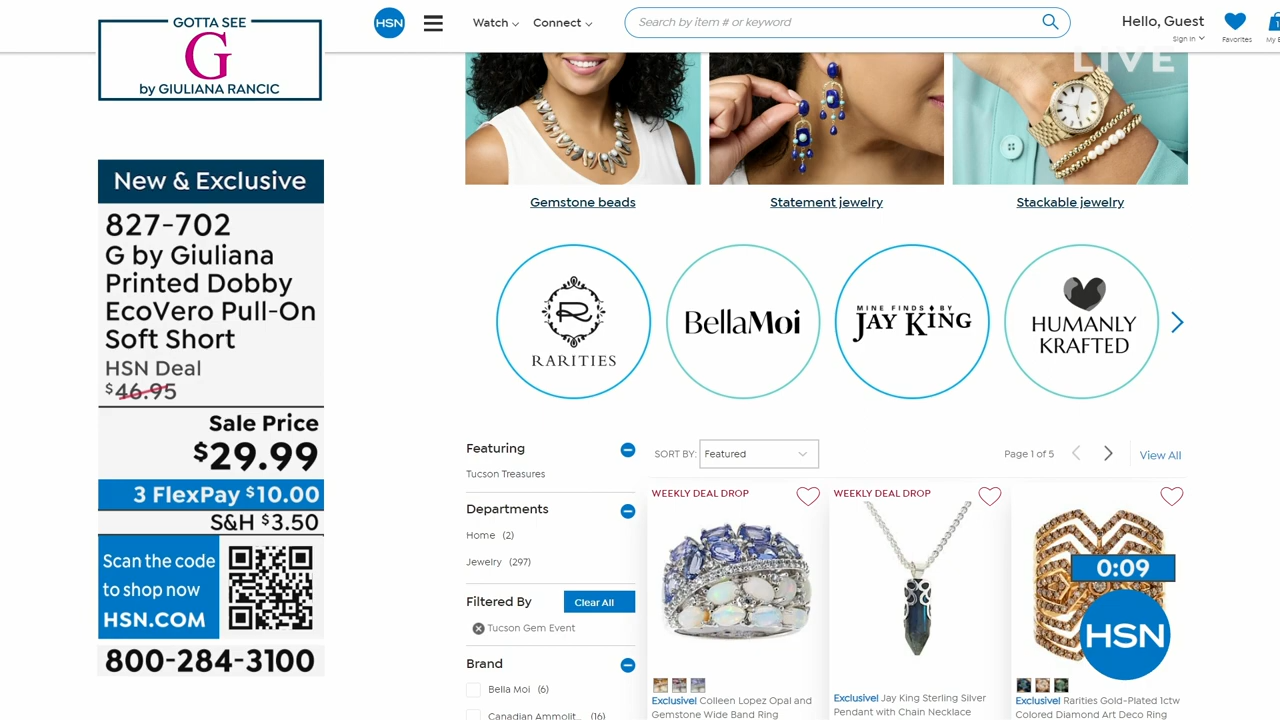 GOTTA SEE
G
by GIULIANA RANCIC
New & Exclusive
827-702
G by Giuliana
Printed Dobby
EcoVero Pull-On
Soft Short
HSN Deal
$46.95
Sale Price
$29.99
3 FlexPay $10.00
S&H $3.50
Scan the code
to shop now
HSN.COM
800-284-3100
HSN
Watch
Connect
Search by item # or keyword
Hello, Guest
Sign In
Favorites
LIVE
Gemstone beads
Statement jewelry
Stackable jewelry
R
RARITIES
BellaMoi
MINE FINDS BY
JAY KING
HUMANLY
KRAFTED
Featuring
Tucson Treasures
Departments
Home (2)
Jewelry (297)
Filtered By
Clear All
Tucson Gem Event
Brand
Bella Moi (6)
Canadian Ammolit... (16)
SORT BY: Featured
Page 1 of 5
View All
WEEKLY DEAL DROP
Exclusive! Colleen Lopez Opal and
Gemstone Wide Band Ring
WEEKLY DEAL DROP
Exclusive! Jay King Sterling Silver
Pendant with Chain Necklace
Exclusive! Rarities Gold-Plated 1ctw
Colored Diamond Art Deco Ring
0:09
HSN